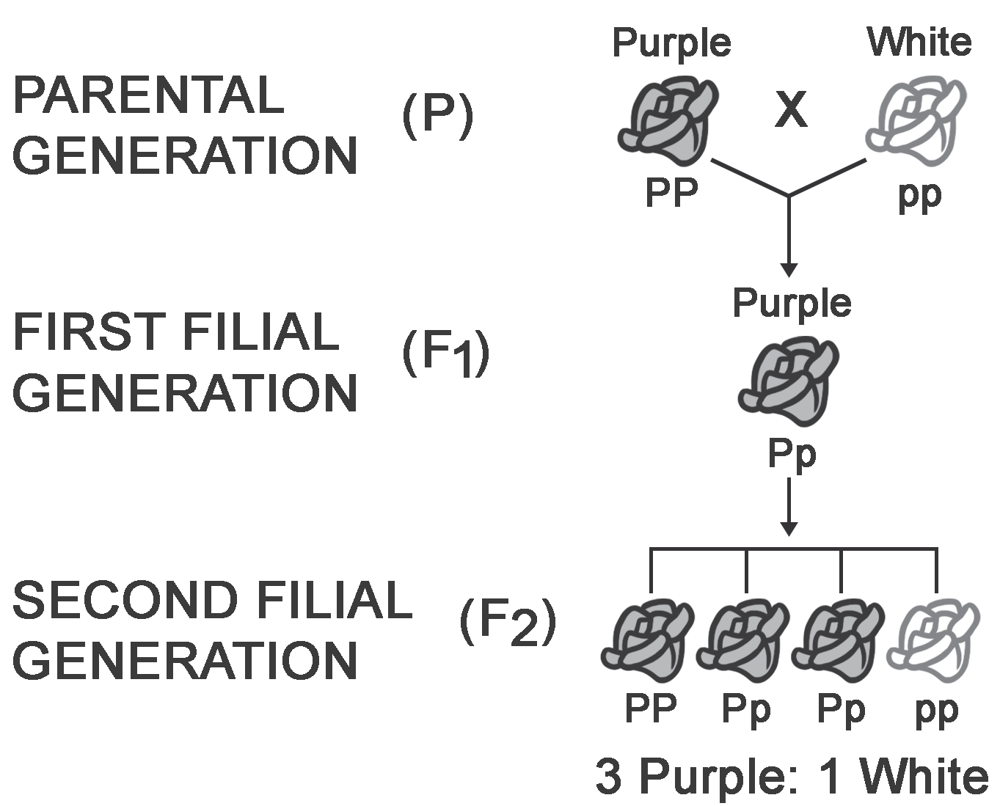 Purple White
PARENTAL
GENERATION (P)
X
PP pp
Purple
FIRST FILIAL
GENERATION (F1)
Pp
SECOND FILIAL
GENERATION (F2)
PP Pp Pp pp
3 Purple: 1 White